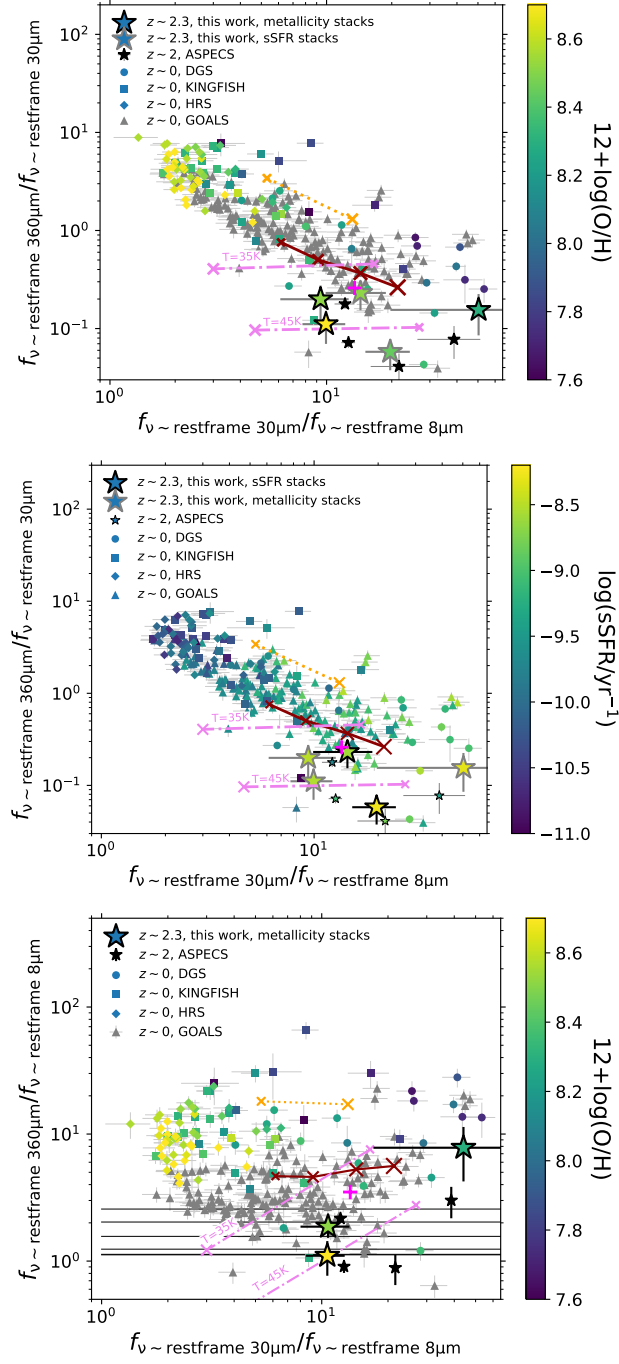 10²
10¹
10⁰
10⁻¹
10⁰
10¹
f_ν ~ restframe 360μm/f_ν ~ restframe 30μm
f_ν ~ restframe 30μm/f_ν ~ restframe 8μm
z ~ 2.3, this work, metallicity stacks
z ~ 2.3, this work, sSFR stacks
z ~ 2, ASPECS
z ~ 0, DGS
z ~ 0, KINGFISH
z ~ 0, HRS
z ~ 0, GOALS
T=35K
T=45K
8.6
8.4
8.2
8.0
7.8
7.6
12+log(O/H)
10²
10¹
10⁰
10⁻¹
10⁰
10¹
f_ν ~ restframe 360μm/f_ν ~ restframe 30μm
f_ν ~ restframe 30μm/f_ν ~ restframe 8μm
z ~ 2.3, this work, sSFR stacks
z ~ 2.3, this work, metallicity stacks
z ~ 2, ASPECS
z ~ 0, DGS
z ~ 0, KINGFISH
z ~ 0, HRS
z ~ 0, GOALS
T=35K
T=45K
−8.5
−9.0
−9.5
−10.0
−10.5
−11.0
log(sSFR/yr⁻¹)
10²
10¹
10⁰
10⁰
10¹
f_ν ~ restframe 360μm/f_ν ~ restframe 8μm
f_ν ~ restframe 30μm/f_ν ~ restframe 8μm
z ~ 2.3, this work, metallicity stacks
z ~ 2, ASPECS
z ~ 0, DGS
z ~ 0, KINGFISH
z ~ 0, HRS
z ~ 0, GOALS
T=35K
T=45K
8.6
8.4
8.2
8.0
7.8
7.6
12+log(O/H)